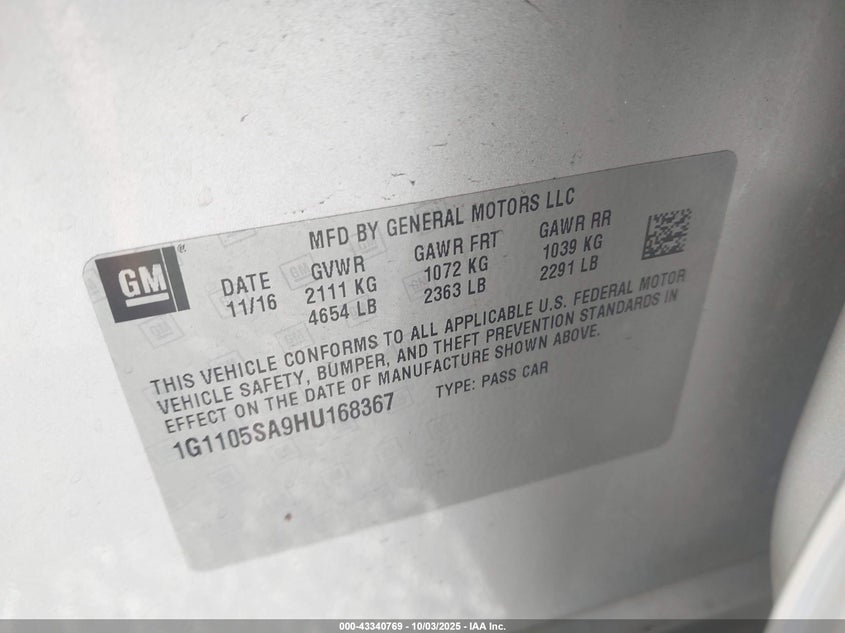 MFD BY GENERAL MOTORS LLC
GM®
DATE GVWR GAWR FRT GAWR RR
11/16 2111 KG 1072 KG 1039 KG
4654 LB 2363 LB 2291 LB
THIS VEHICLE CONFORMS TO ALL APPLICABLE U.S. FEDERAL MOTOR
VEHICLE SAFETY, BUMPER, AND THEFT PREVENTION STANDARDS IN
EFFECT ON THE DATE OF MANUFACTURE SHOWN ABOVE.
1G1105SA9HU168367 TYPE: PASS CAR
000-43340769 - 10/03/2025 - IAA Inc.